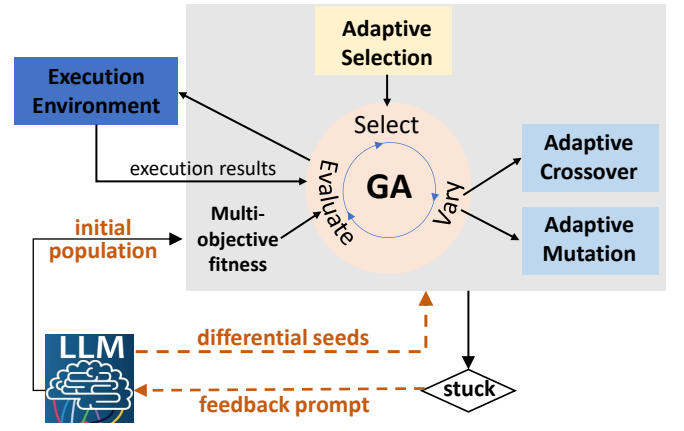 Adaptive
Selection
Execution
Environment
Select
execution results
Evaluate
GA
Vary
Adaptive
Crossover
Multi-
objective
fitness
Adaptive
Mutation
initial
population
LLM
differential seeds
feedback prompt
stuck